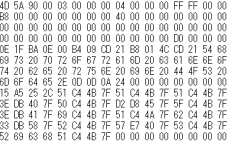 4D 5A 90 00 03 00 00 00 04 00 00 00 FF FF 00 00
B8 00 00 00 00 00 00 00 40 00 00 00 00 00 00 00
00 00 00 00 00 00 00 00 00 00 00 00 00 00 00 00
00 00 00 00 00 00 00 00 00 00 00 00 D0 00 00 00
0E 1F BA 0E 00 B4 09 CD 21 B8 01 4C CD 21 54 68
69 73 20 70 72 6F 67 72 61 6D 20 63 61 6E 6E 6F
74 20 62 65 20 72 75 6E 20 69 6E 20 44 4F 53 20
6D 6F 64 65 2E 0D 0D 0A 24 00 00 00 00 00 00 00
15 A5 25 2C 51 C4 4B 7F 51 C4 4B 7F 51 C4 4B 7F
3E DB 40 7F 50 C4 4B 7F D2 D8 45 7F 5F C4 4B 7F
3E DB 41 7F 69 C4 4B 7F 51 C4 4A 7F 62 C4 4B 7F
33 DB 58 7F 52 C4 4B 7F 57 E7 40 7F 53 C4 4B 7F
52 69 63 68 51 C4 4B 7F 00 00 00 00 00 00 00 00